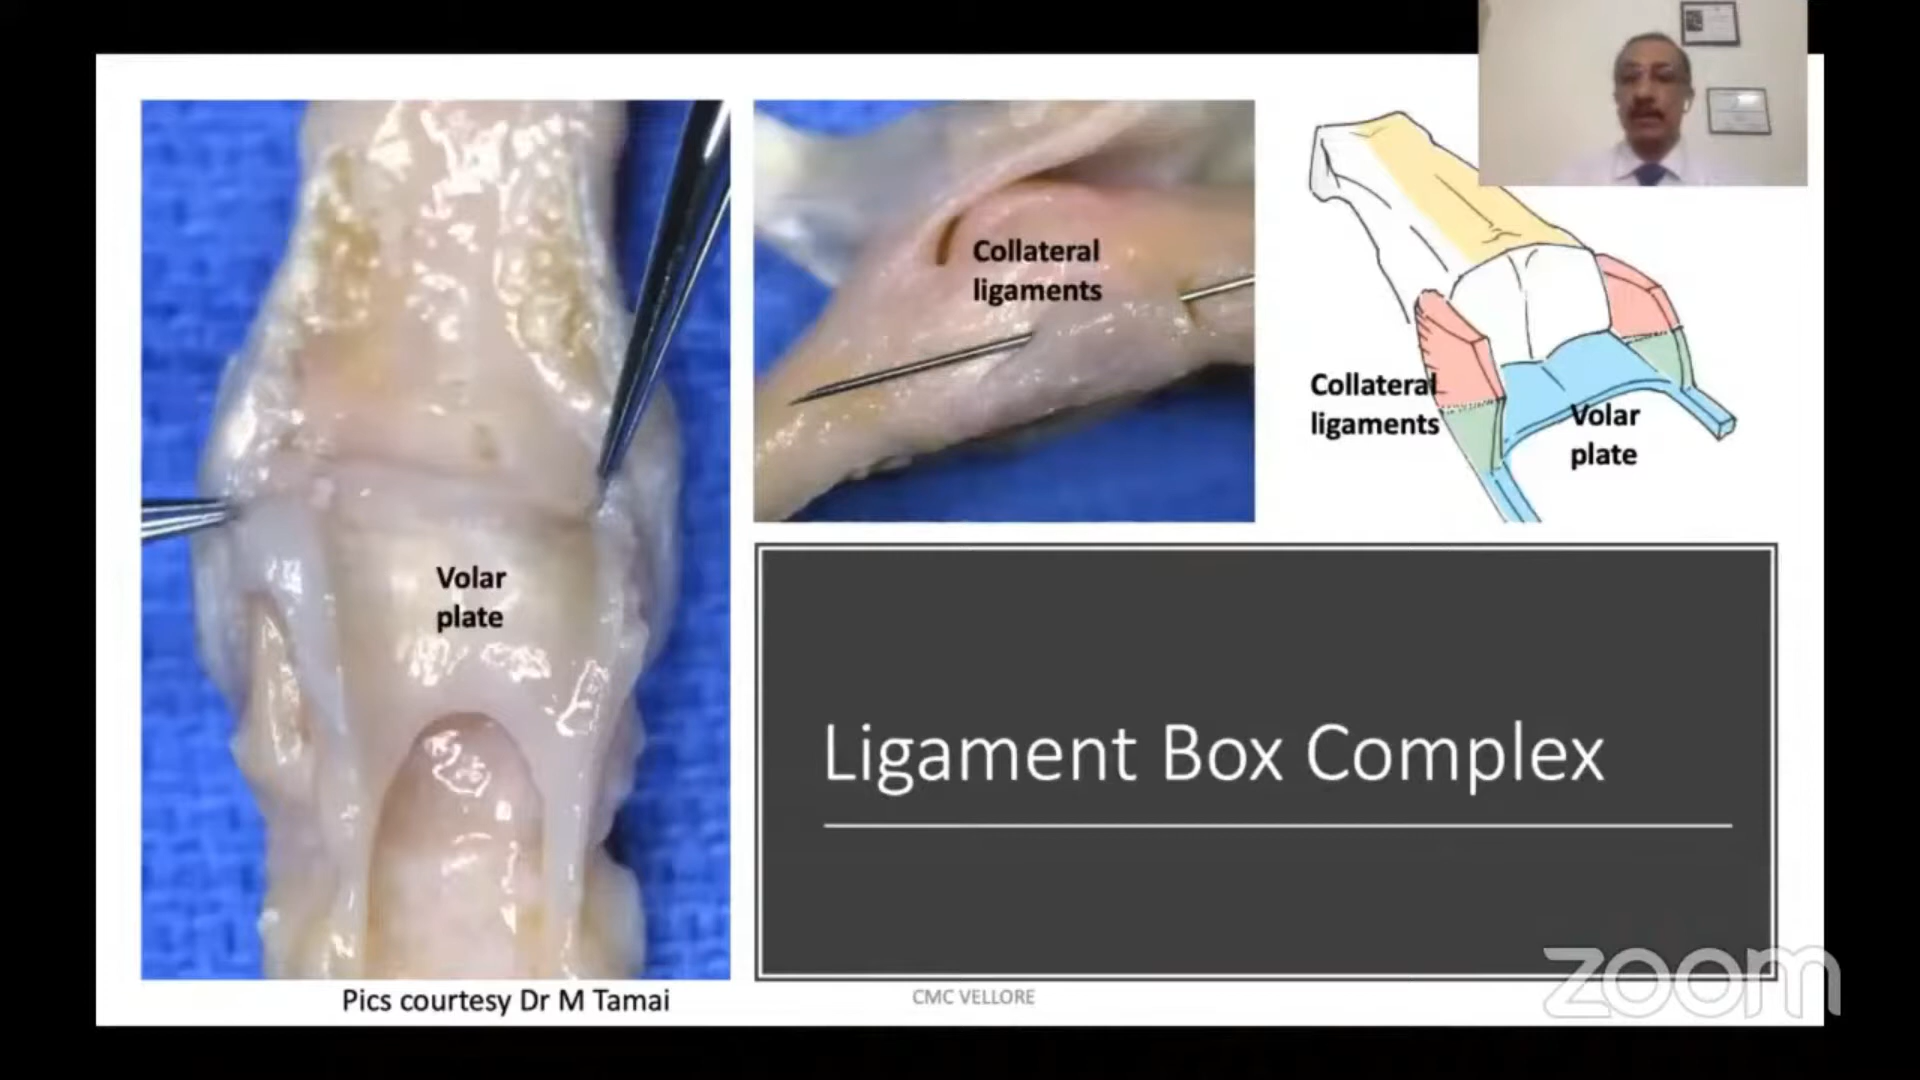 Volar
plate
Pics courtesy Dr M Tamai
Collateral
ligaments
Collateral
ligaments
Volar
plate
Ligament Box Complex
CMC VELLORE
zoom